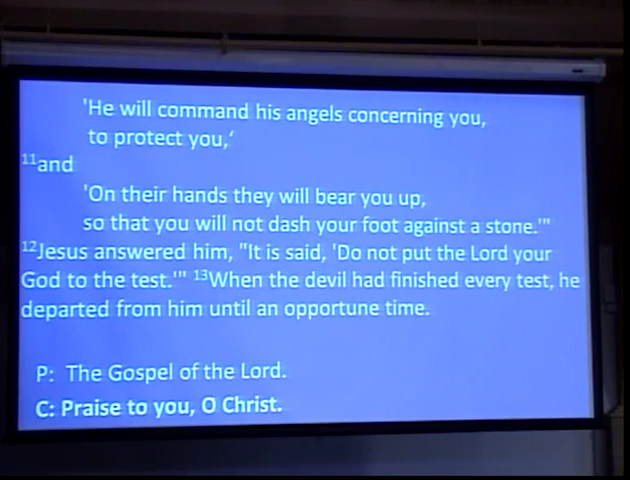 'He will command his angels concerning you,
to protect you,‘
11and
'On their hands they will bear you up,
so that you will not dash your foot against a stone.'"
12Jesus answered him, "It is said, 'Do not put the Lord your
God to the test.'" 13When the devil had finished every test, he
departed from him until an opportune time.
P: The Gospel of the Lord.
C: Praise to you, O Christ.